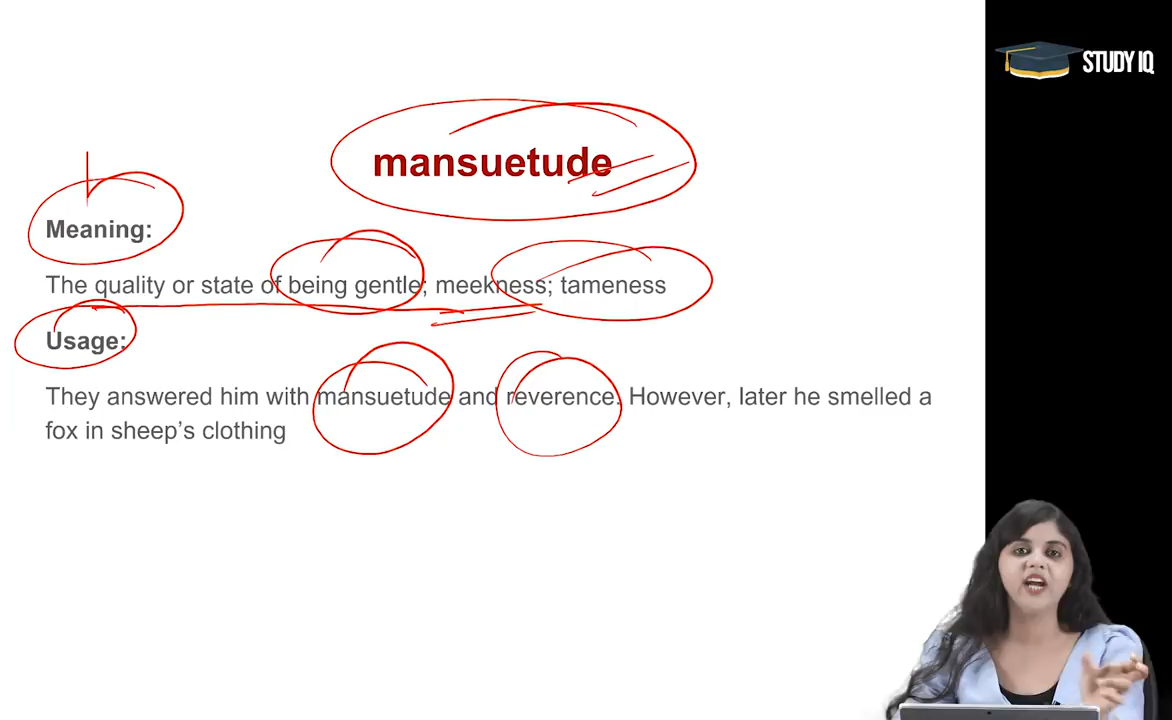 STUDY IQ
mansuetude
Meaning:
The quality or state of being gentle; meekness; tameness
Usage:
They answered him with mansuetude and reverence. However, later he smelled a
fox in sheep’s clothing